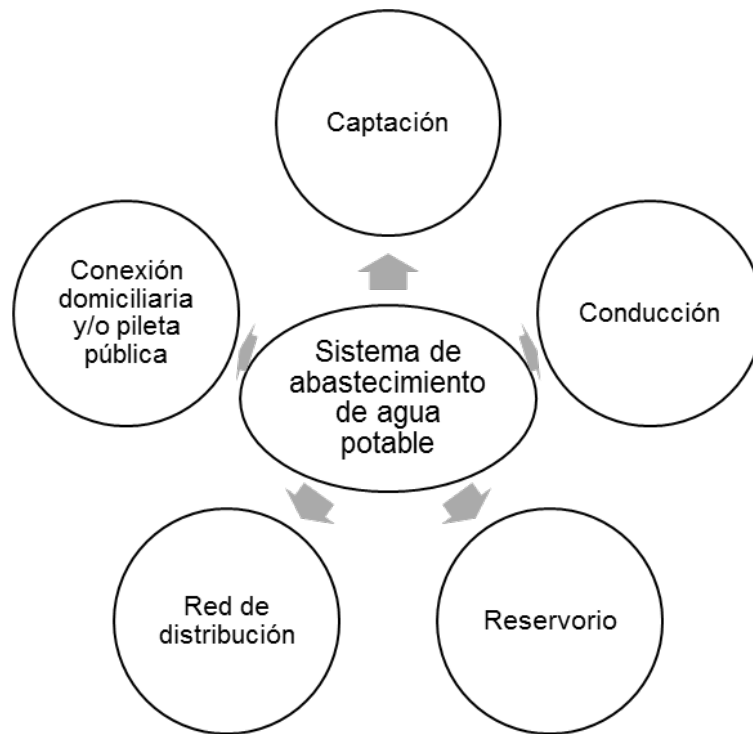 Captación
Conexión
domiciliaria
y/o pileta
pública
Conducción
Sistema de
abastecimiento
de agua
potable
Red de
distribución
Reservorio